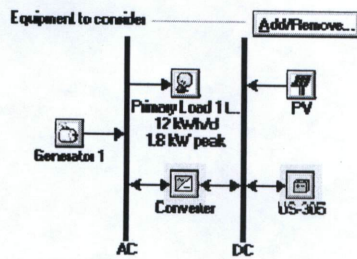 Equipment to consider
Add/Remove...
Primary Load 1 L...
12 kWh/d
1.8 kW peak
PV
Generator 1
Converter
US-305
AC
DC